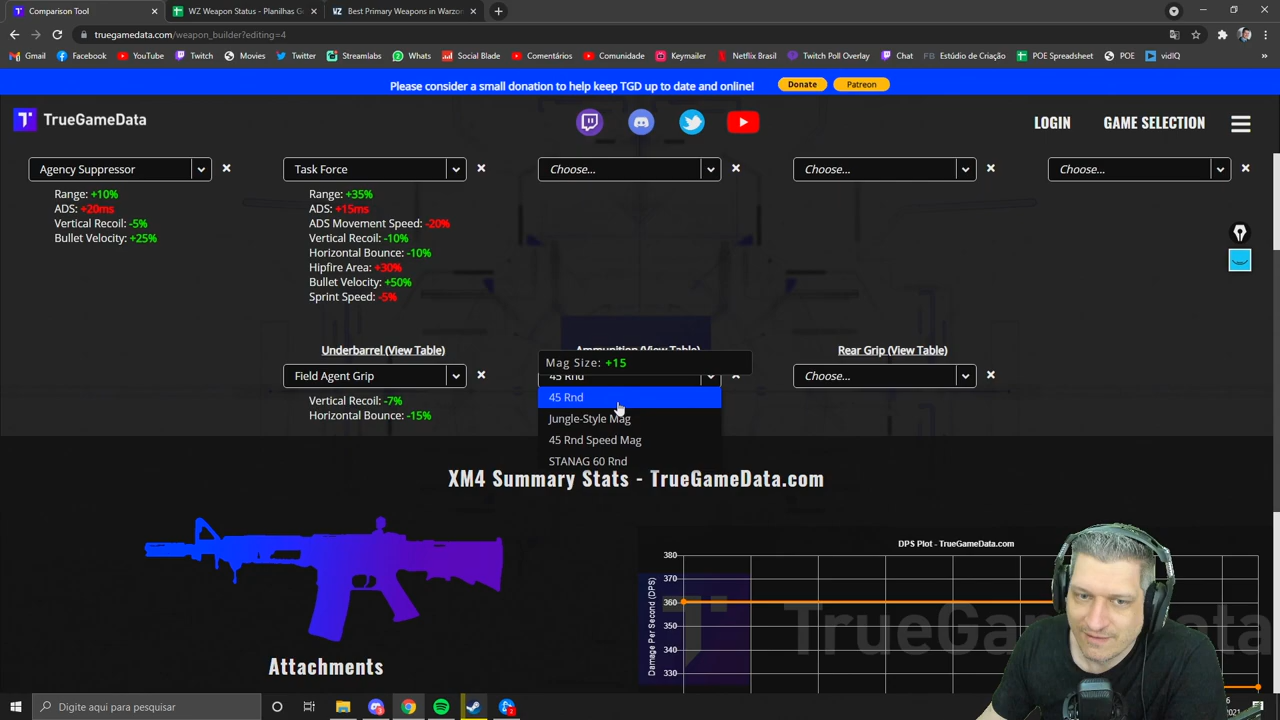 Comparison Tool
WZ Weapon Status - Planilhas G
Best Primary Weapons in Warzo
truegamedata.com/weapon_builder?editing=4
Gmail Facebook YouTube Twitch Movies Twitter Streamlabs Whats Social Blade Comentários Comunidade Keymailer Netflix Brasil Twitch Poll Overlay Chat FB Estúdio de Criação POE Spreadsheet POE vidIQ
Please consider a small donation to help keep TGD up to date and online!
Donate
Patreon
TrueGameData
LOGIN
GAME SELECTION
Agency Suppressor
Range: +10%
ADS: +20ms
Vertical Recoil: -5%
Bullet Velocity: +25%
Task Force
Range: +35%
ADS: +15ms
ADS Movement Speed: -20%
Vertical Recoil: -10%
Horizontal Bounce: -10%
Hipfire Area: +30%
Bullet Velocity: +50%
Sprint Speed: -5%
Choose...
Choose...
Choose...
Underbarrel (View Table)
Field Agent Grip
Vertical Recoil: -7%
Horizontal Bounce: -15%
Ammunition (View Table)
Mag Size: +15
45 Rnd
45 Rnd
Jungle-Style Mag
45 Rnd Speed Mag
STANAG 60 Rnd
Rear Grip (View Table)
Choose...
XM4 Summary Stats - TrueGameData.com
Attachments
DPS Plot - TrueGameData.com
Damage Per Second (DPS)
380
370
360
350
340
330
TrueGameData
Digite aqui para pesquisar